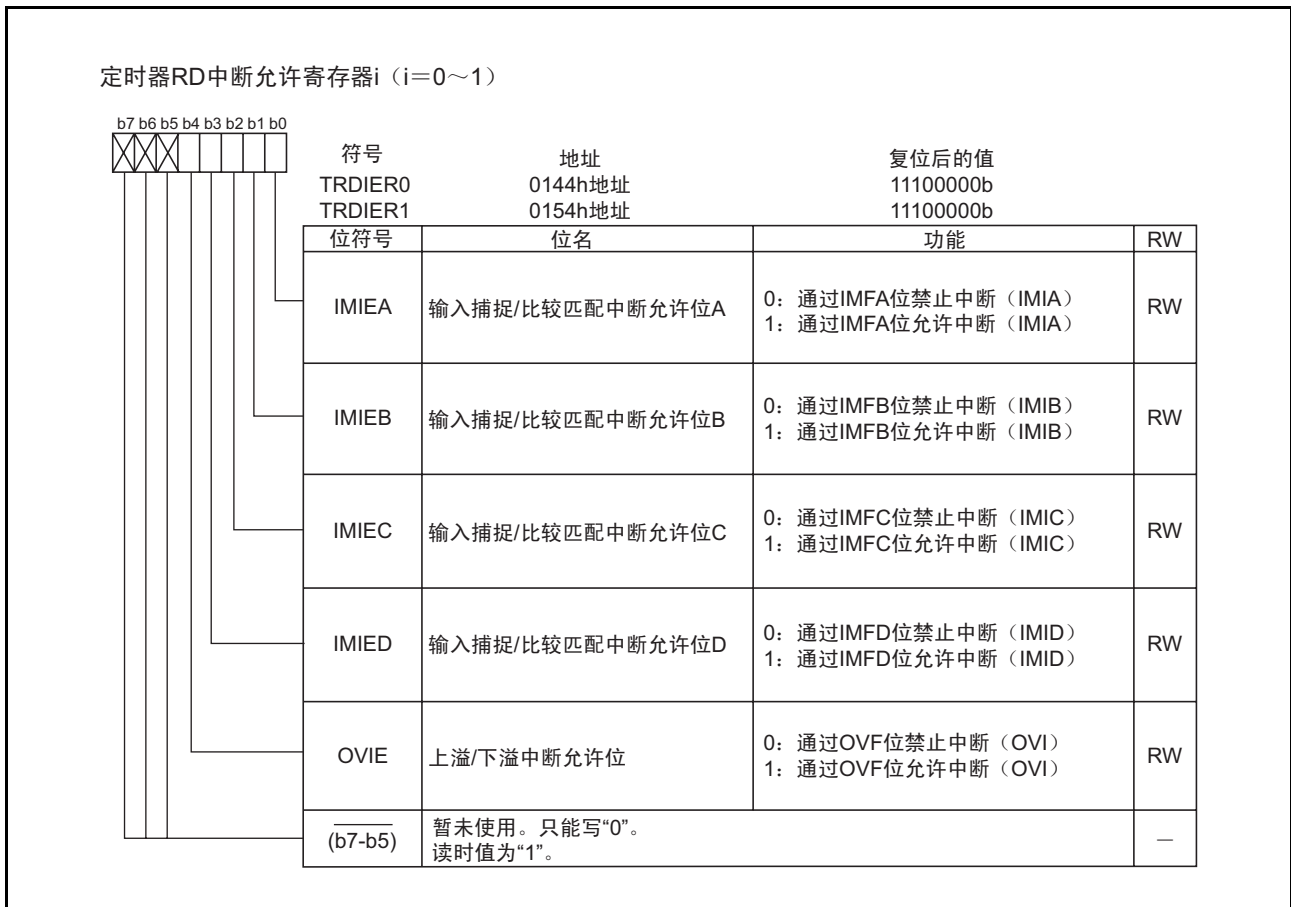 定时器RD中断允许寄存器i（i＝0～1）
b7 b6 b5 b4 b3 b2 b1 b0
符号 地址 复位后的值
TRDIER0 0144h地址 11100000b
TRDIER1 0154h地址 11100000b
位符号 位名 功能 RW
IMIEA 输入捕捉/比较匹配中断允许位A 0：通过IMFA位禁止中断（IMIA） RW
1：通过IMFA位允许中断（IMIA）
IMIEB 输入捕捉/比较匹配中断允许位B 0：通过IMFB位禁止中断（IMIB） RW
1：通过IMFB位允许中断（IMIB）
IMIEC 输入捕捉/比较匹配中断允许位C 0：通过IMFC位禁止中断（IMIC） RW
1：通过IMFC位允许中断（IMIC）
IMIED 输入捕捉/比较匹配中断允许位D 0：通过IMFD位禁止中断（IMID） RW
1：通过IMFD位允许中断（IMID）
OVIE 上溢/下溢中断允许位 0：通过OVF位禁止中断（OVI） RW
1：通过OVF位允许中断（OVI）
(b7-b5) 暂未使用。只能写“0”。 —
读时值为“1”。